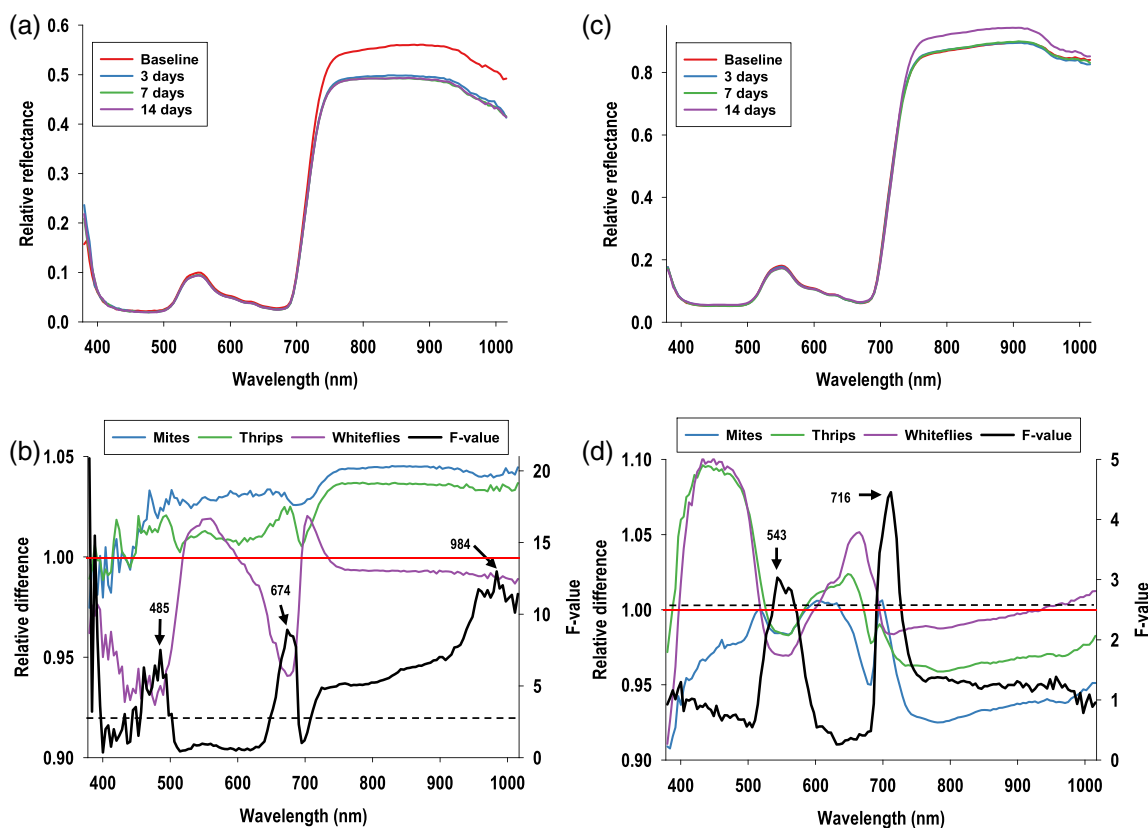 (a)
0.6
0.5
0.4
0.3
0.2
0.1
0.0
Relative reflectance
Baseline
3 days
7 days
14 days
400 500 600 700 800 900 1000
Wavelength (nm)
(c)
0.8
0.6
0.4
0.2
0.0
Relative reflectance
Baseline
3 days
7 days
14 days
400 500 600 700 800 900 1000
Wavelength (nm)
(b)
Mites Thrips Whiteflies F-value
1.05
1.00
0.95
0.90
Relative difference
485
674
984
20
15
10
5
0
F-value
400 500 600 700 800 900 1000
Wavelength (nm)
(d)
Mites Thrips Whiteflies F-value
1.10
1.05
1.00
0.95
0.90
Relative difference
543
716
5
4
3
2
1
0
F-value
400 500 600 700 800 900 1000
Wavelength (nm)